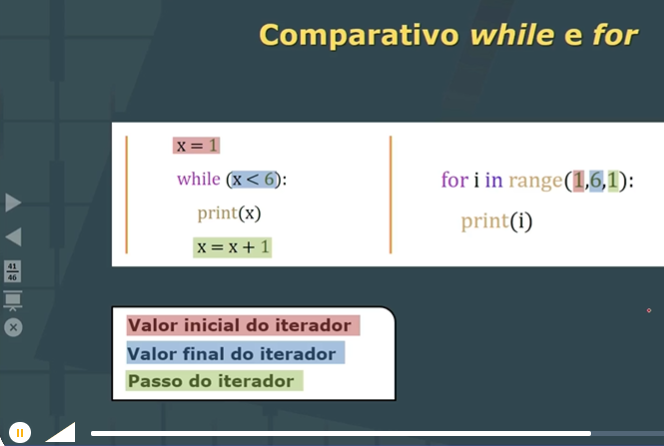 Comparativo while e for
x = 1
while (x < 6):
print(x)
x = x + 1
for i in range(1,6,1):
print(i)
41
46
Valor inicial do iterador
Valor final do iterador
Passo do iterador